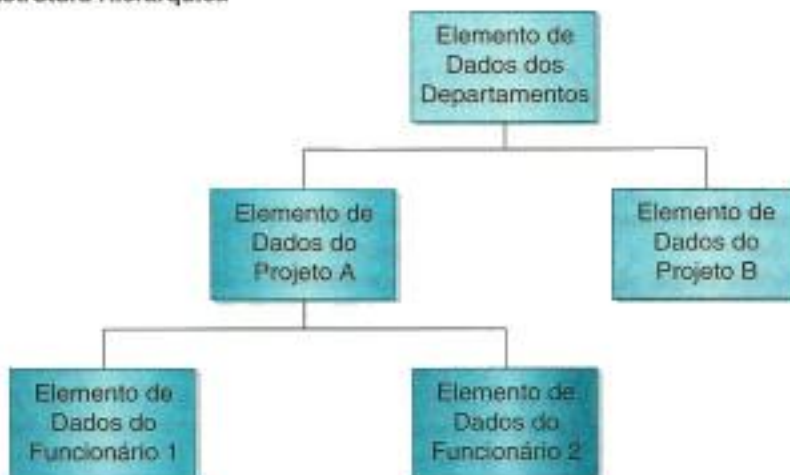 Elemento de
Dados dos
Departamentos
Elemento de
Dados do
Projeto A
Elemento de
Dados do
Projeto B
Elemento de
Dados do
Funcionário 1
Elemento de
Dados do
Funcionário 2